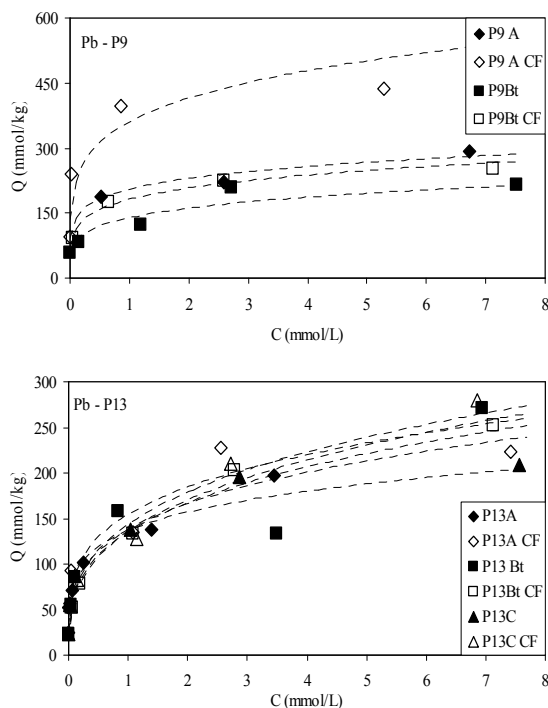 Pb - P9
Q (mmol/kg)
600
450
300
150
0
0 1 2 3 4 5 6 7 8
C (mmol/L)
P9 A
P9 A CF
P9Bt
P9Bt CF
Pb - P13
Q (mmol/kg)
300
250
200
150
100
50
0
0 1 2 3 4 5 6 7 8
C (mmol/L)
P13A
P13A CF
P13 Bt
P13Bt CF
P13C
P13C CF